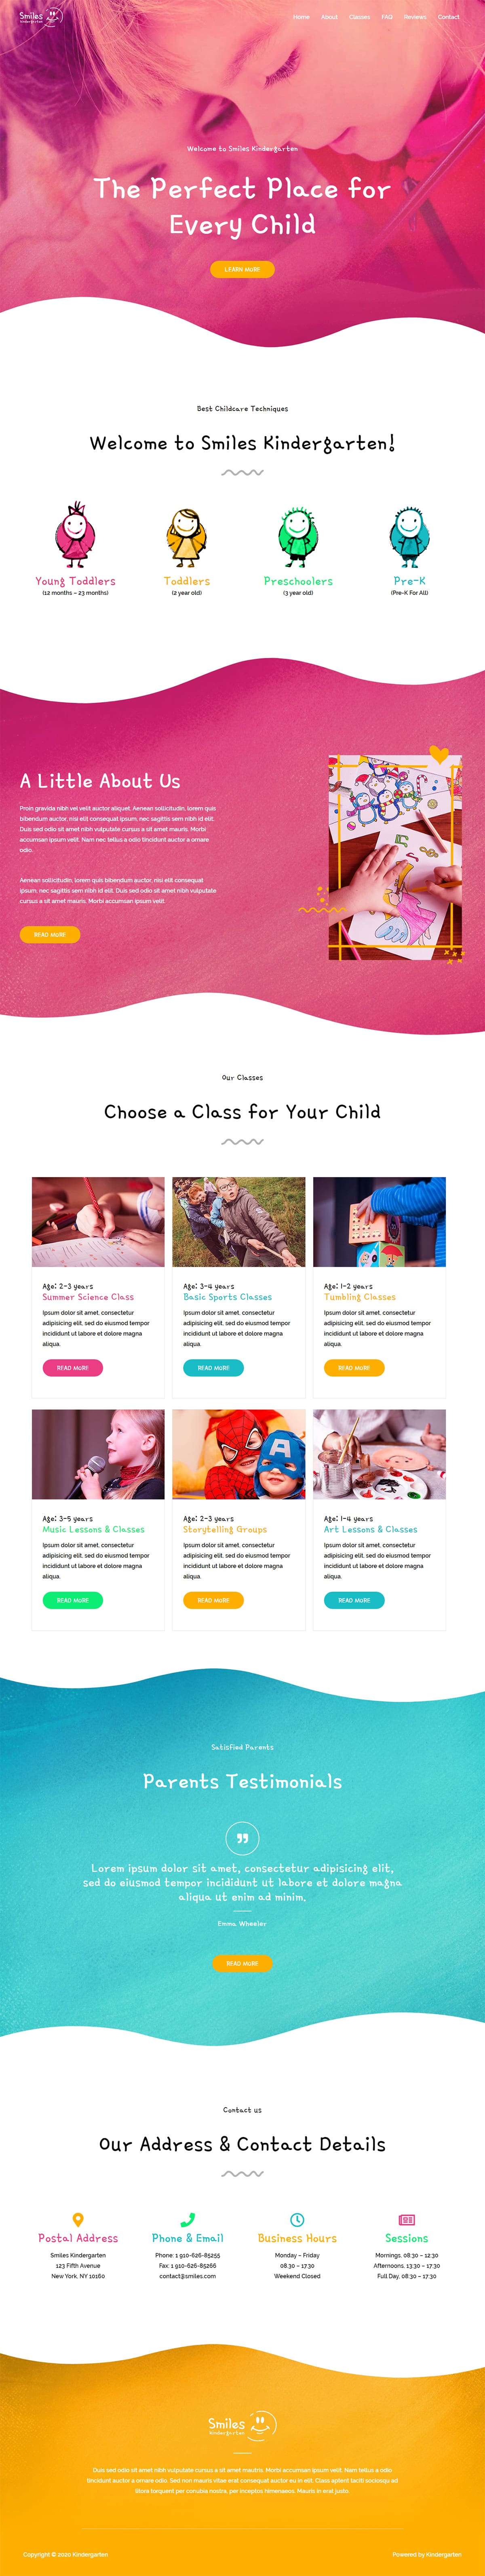 Smiles
kindergarten
Home About Classes FAQ Reviews Contact
Welcome to Smiles Kindergarten
The Perfect Place for
Every Child
LEARN MORE
Best Childcare Techniques
Welcome to Smiles Kindergarten!
Young Toddlers
(12 months – 23 months)
Toddlers
(2 year old)
Preschoolers
(3 year old)
Pre-K
(Pre-K For All)
A Little About Us
Proin gravida nibh vel velit auctor aliquet. Aenean sollicitudin, lorem quis
bibendum auctor, nisi elit consequat ipsum, nec sagittis sem nibh id elit.
Duis sed odio sit amet nibh vulputate cursus a sit amet mauris. Morbi
accumsan ipsum velit. Nam nec tellus a odio tincidunt auctor a ornare
odio.
Aenean sollicitudin, lorem quis bibendum auctor, nisi elit consequat
ipsum, nec sagittis sem nibh id elit. Duis sed odio sit amet nibh vulputate
cursus a sit amet mauris. Morbi accumsan ipsum velit.
READ MORE
Our Classes
Choose a Class for Your Child
Age: 2-3 years
Summer Science Class
Ipsum dolor sit amet, consectetur
adipisicing elit, sed do eiusmod tempor
incididunt ut labore et dolore magna
aliqua.
READ MORE
Age: 3-4 years
Basic Sports Classes
Ipsum dolor sit amet, consectetur
adipisicing elit, sed do eiusmod tempor
incididunt ut labore et dolore magna
aliqua.
READ MORE
Age: 1-2 years
Tumbling Classes
Ipsum dolor sit amet, consectetur
adipisicing elit, sed do eiusmod tempor
incididunt ut labore et dolore magna
aliqua.
READ MORE
Age: 3-5 years
Music Lessons & Classes
Ipsum dolor sit amet, consectetur
adipisicing elit, sed do eiusmod tempor
incididunt ut labore et dolore magna
aliqua.
READ MORE
Age: 2-3 years
Storytelling Groups
Ipsum dolor sit amet, consectetur
adipisicing elit, sed do eiusmod tempor
incididunt ut labore et dolore magna
aliqua.
READ MORE
Age: 1-4 years
Art Lessons & Classes
Ipsum dolor sit amet, consectetur
adipisicing elit, sed do eiusmod tempor
incididunt ut labore et dolore magna
aliqua.
READ MORE
Satisfied Parents
Parents Testimonials
Lorem ipsum dolor sit amet, consectetur adipisicing elit,
sed do eiusmod tempor incididunt ut labore et dolore magna
aliqua ut enim ad minim.
Emma Wheeler
READ MORE
Contact us
Our Address & Contact Details
Postal Address
Smiles Kindergarten
123 Fifth Avenue
New York, NY 10160
Phone & Email
Phone: 1 910-626-85255
Fax: 1 910-626-85266
contact@smiles.com
Business Hours
Monday – Friday
08.30 – 17.30
Weekend Closed
Sessions
Mornings, 08:30 – 12:30
Afternoons, 13:30 – 17:30
Full Day, 08:30 – 17:30
Smiles
kindergarten
Duis sed odio sit amet nibh vulputate cursus a sit amet mautris. Morbi accumsan ipsum velit. Nam tellus a odio
tincidunt auctor a ornare odio. Sed non mauris vitae erat consequat auctor eu in elit. Class aptent taciti sociosqu ad
litora torquent per conubia nostra, per inceptos himenaeos. Mauris in erat justo.
Copyright © 2020 Kindergarten
Powered by Kindergarten